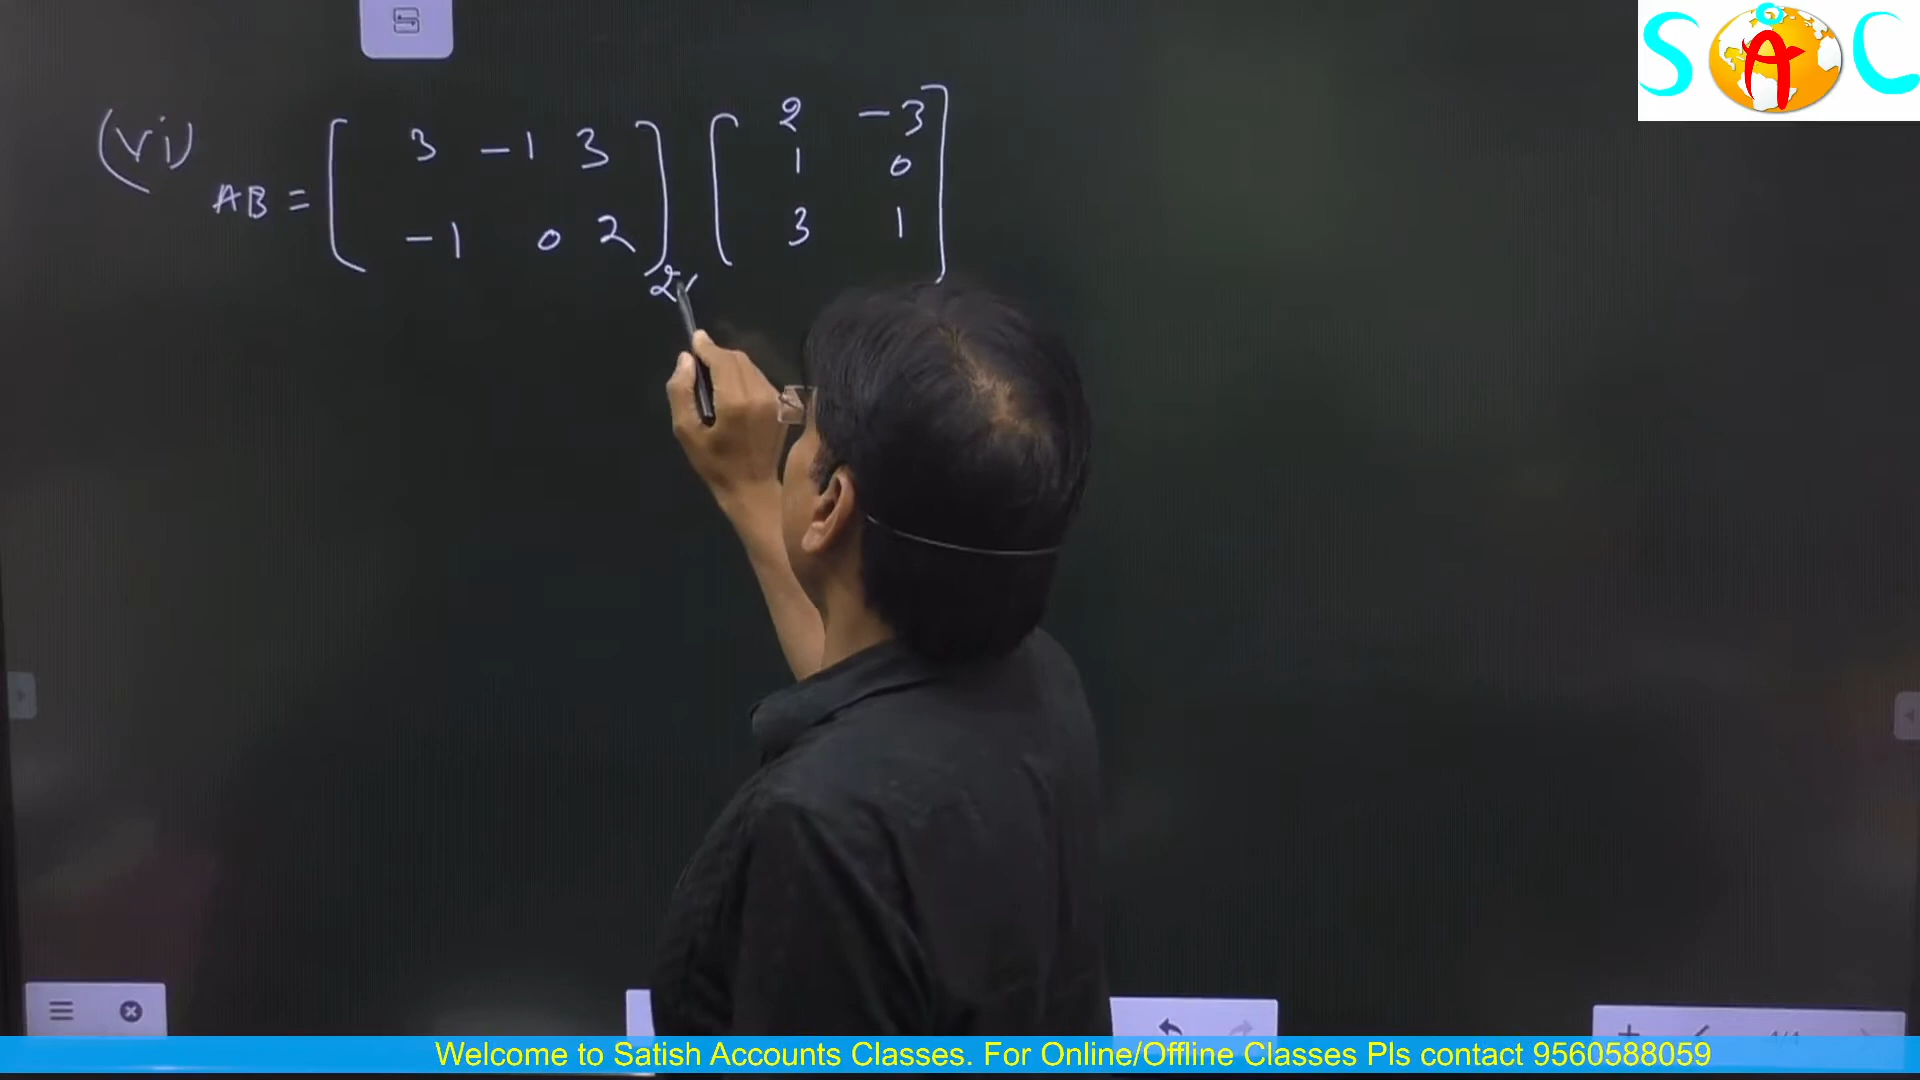 SAC
(vi)
AB = [ 3 -1 3 ] [ 2 -3 ]
[ -1 0 2 ] [ 1 0 ]
[ 3 1 ]
2
Welcome to Satish Accounts Classes. For Online/Offline Classes Pls contact 9560588059